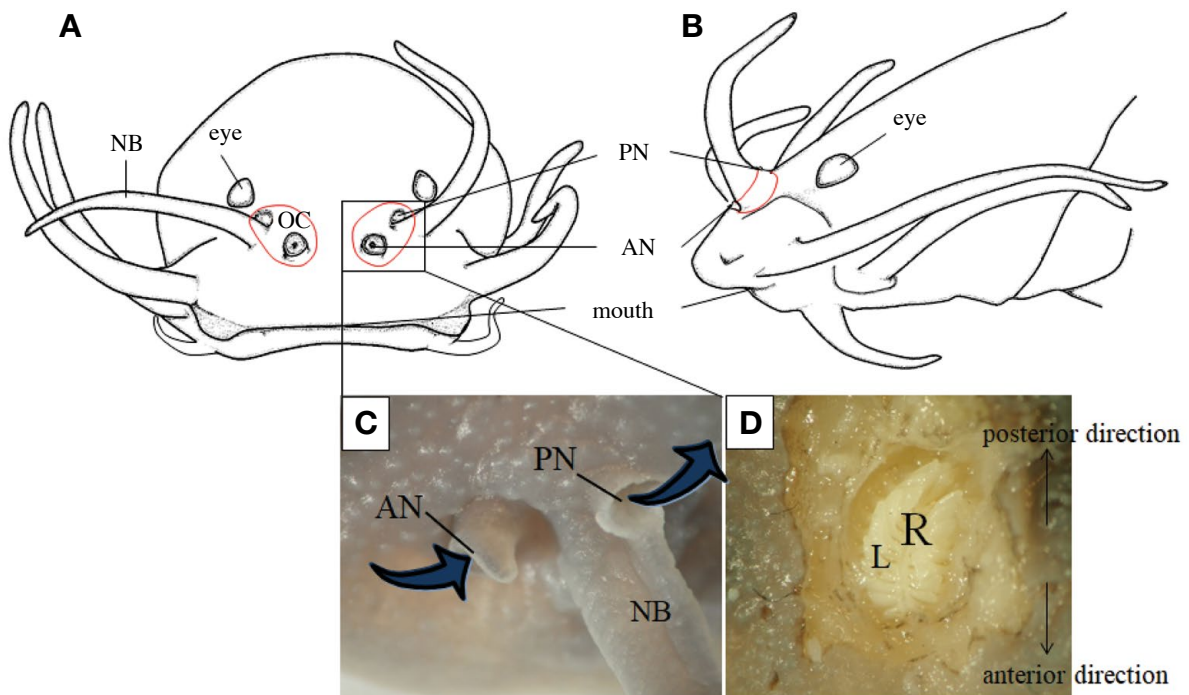 A
B
eye
NB
OC
PN
AN
mouth
eye
C
AN
PN
NB
D
posterior direction
R
L
anterior direction